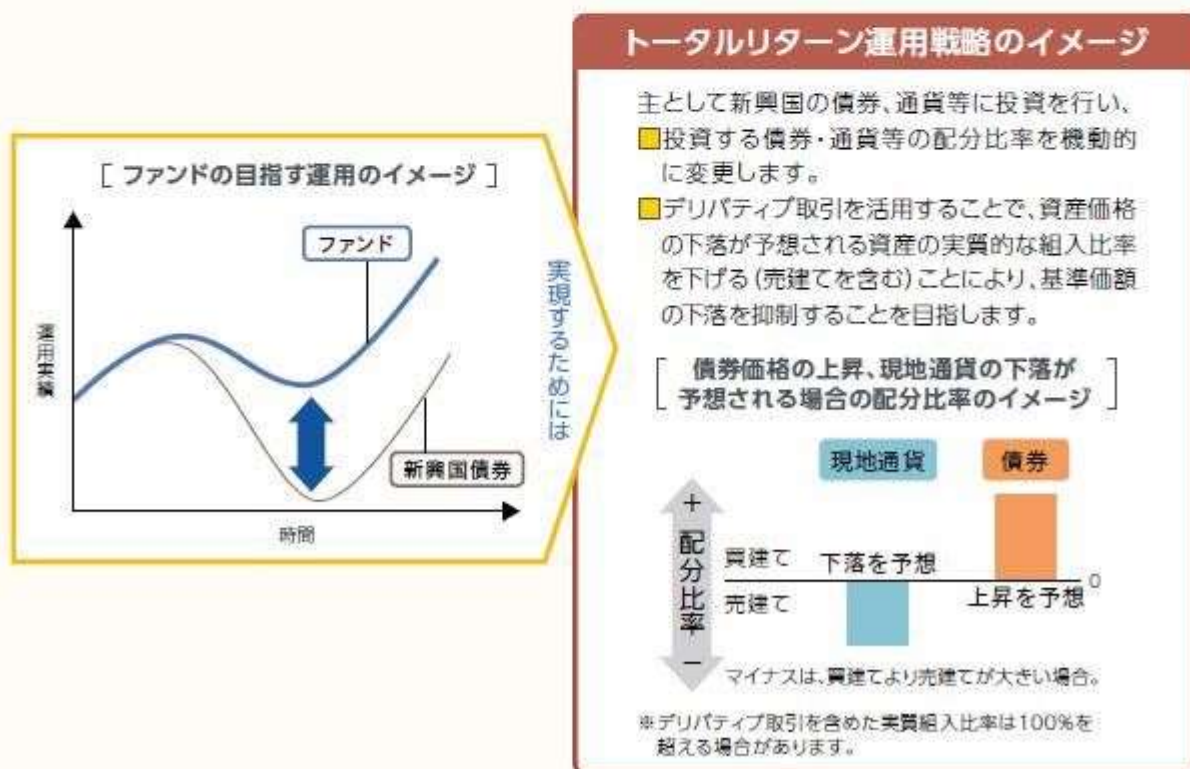 [ ファンドの目指す運用のイメージ ]
ファンド
運用実績
新興国債券
時間
実現するためには
トータルリターン運用戦略のイメージ
主として新興国の債券、通貨等に投資を行い、
投資する債券・通貨等の配分比率を機動的
に変更します。
デリバティブ取引を活用することで、資産価格
の下落が予想される資産の実質的な組入比率
を下げる(売建てを含む)ことにより、基準価額
の下落を抑制することを目指します。
[ 債券価格の上昇、現地通貨の下落が
予想される場合の配分比率のイメージ ]
現地通貨 債券
+
配分比率
−
買建て 下落を予想
0
売建て 上昇を予想
マイナスは、買建てより売建てが大きい場合。
※デリバティブ取引を含めた実質組入比率は100%を
超える場合があります。